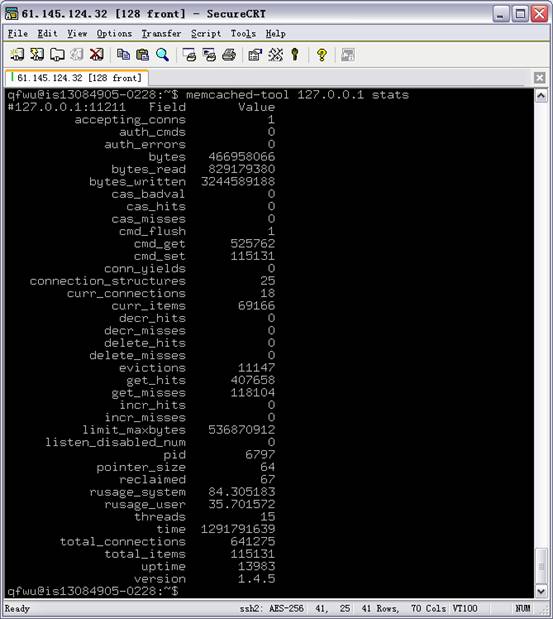 61.145.124.32 [128 front] - SecureCRT
File Edit View Options Transfer Script Tools Help
61.145.124.32 [128 front]
qfwu@is13084905-0228:~$ memcached-tool 127.0.0.1 stats
#127.0.0.1:11211 Field Value
accepting_conns 1
auth_cmds 0
auth_errors 0
bytes 466958066
bytes_read 829179380
bytes_written 3244589188
cas_badval 0
cas_hits 0
cas_misses 0
cmd_flush 1
cmd_get 525762
cmd_set 115131
conn_yields 0
connection_structures 25
curr_connections 18
curr_items 69166
decr_hits 0
decr_misses 0
delete_hits 0
delete_misses 0
evictions 11147
get_hits 407658
get_misses 118104
incr_hits 0
incr_misses 0
limit_maxbytes 536870912
listen_disabled_num 0
pid 6797
pointer_size 64
reclaimed 67
rusage_system 84.305183
rusage_user 35.701572
threads 15
time 1291791639
total_connections 641275
total_items 115131
uptime 13983
version 1.4.5
qfwu@is13084905-0228:~$
Ready ssh2: AES-256 41, 25 41 Rows, 70 Cols VT100 NUM